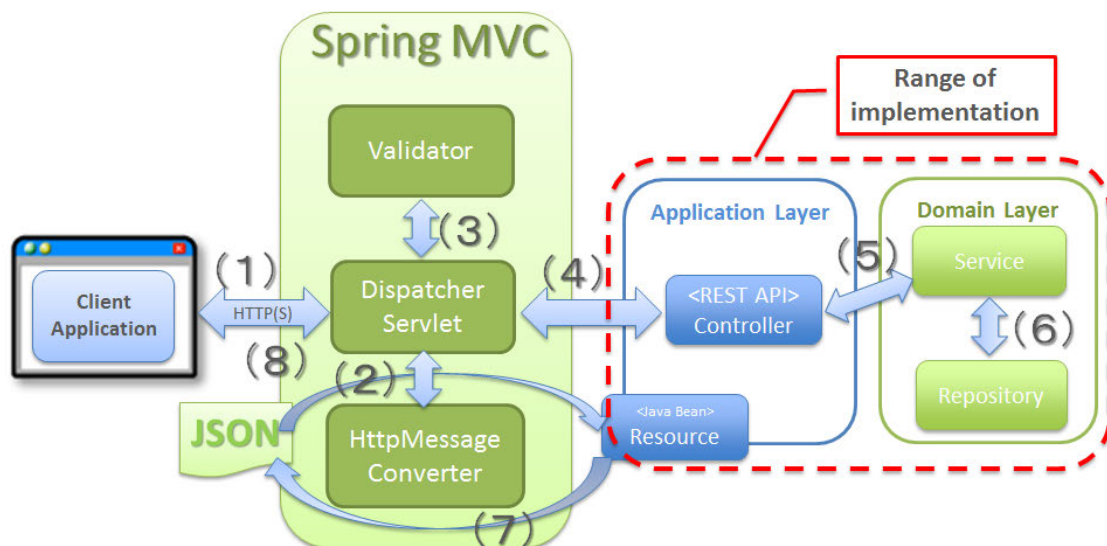 Spring MVC
Range of
implementation
Validator
(3)
Application Layer
Domain Layer
(1)
(4)
(5)
Service
Client
Application
HTTP(S)
Dispatcher
Servlet
<REST API>
Controller
(6)
(8)
(2)
Repository
JSON
HttpMessage
Converter
<Java Bean>
Resource
(7)